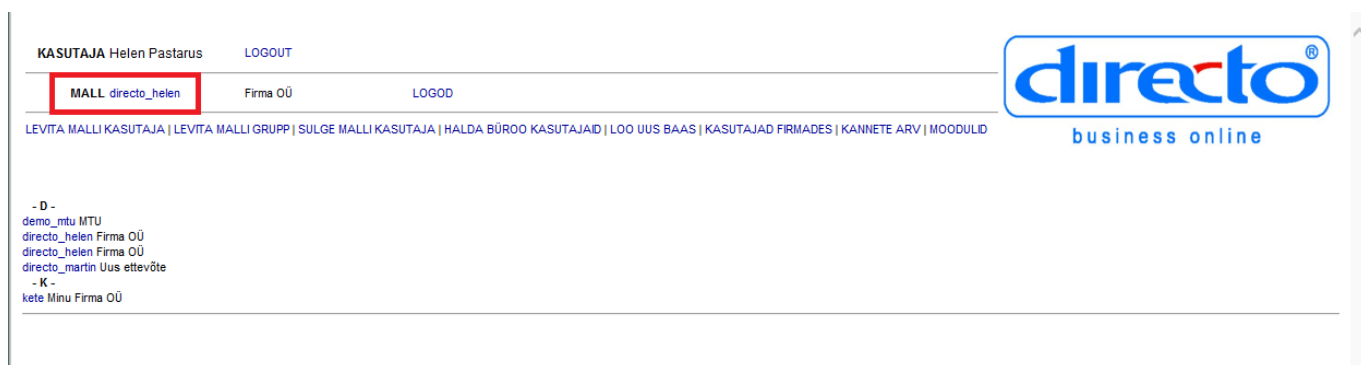 KASUTAJA Helen Pastarus LOGOUT
directo®
MALL directo_helen Firma OÜ LOGOD
LEVITA MALLI KASUTAJA | LEVITA MALLI GRUPP | SULGE MALLI KASUTAJA | HALDA BÜROO KASUTAJAID | LOO UUS BAAS | KASUTAJAD FIRMADES | KANNETE ARV | MOODULID
business online
- D -
demo_mtu MTU
directo_helen Firma OÜ
directo_helen Firma OÜ
directo_martin Uus ettevõte
- K -
kete Minu Firma OÜ